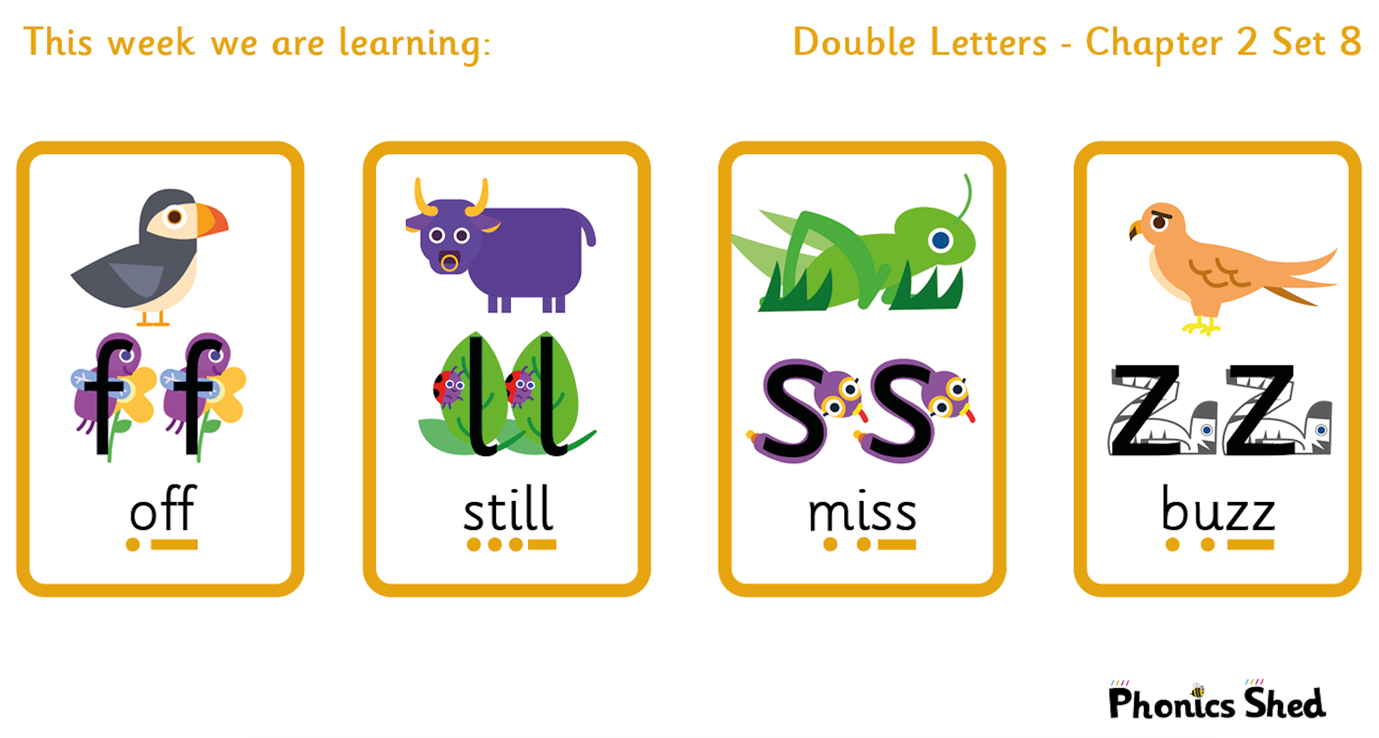 This week we are learning:
Double Letters - Chapter 2 Set 8
ff
ll
ss
zz
off
still
miss
buzz
Phonics Shed